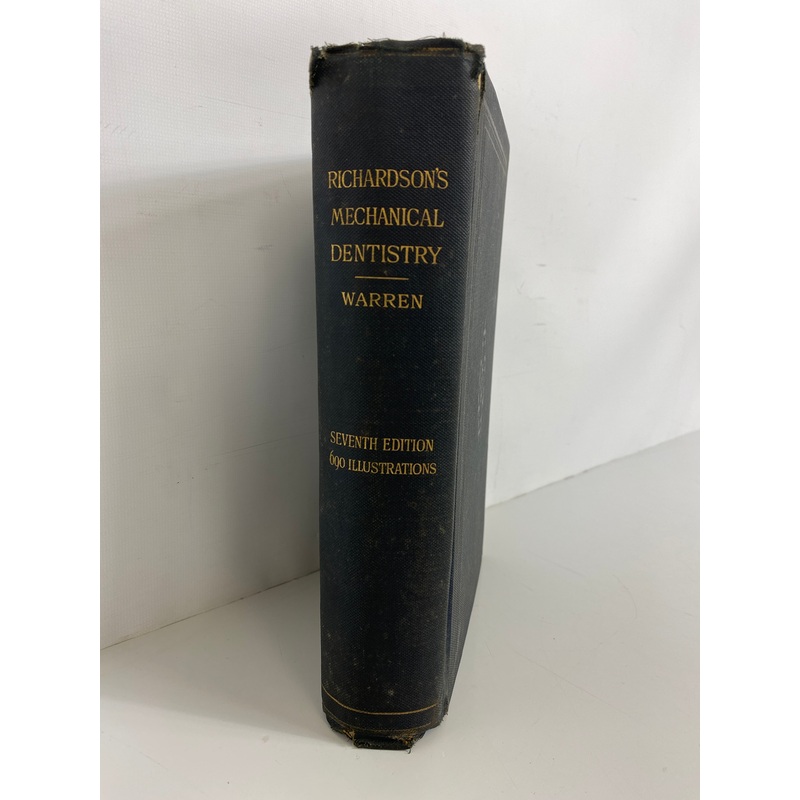 RICHARDSON'S
MECHANICAL
DENTISTRY
WARREN
SEVENTH EDITION
690 ILLUSTRATIONS